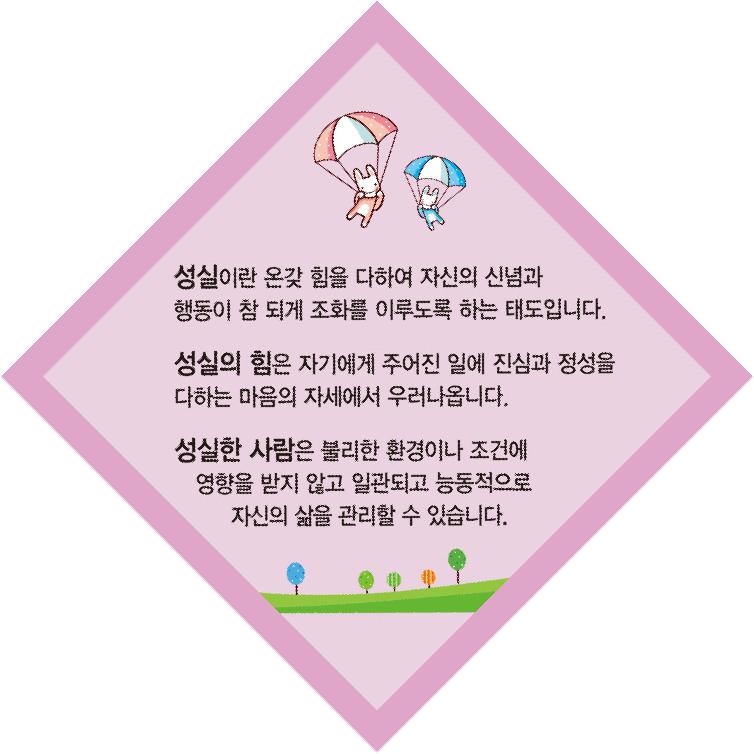 성실이란 온갖 힘을 다하여 자신의 신념과
행동이 참 되게 조화를 이루도록 하는 태도입니다.
성실의 힘은 자기에게 주어진 일에 진심과 정성을
다하는 마음의 자세에서 우러나옵니다.
성실한 사람은 불리한 환경이나 조건에
영향을 받지 않고 일관되고 능동적으로
자신의 삶을 관리할 수 있습니다.